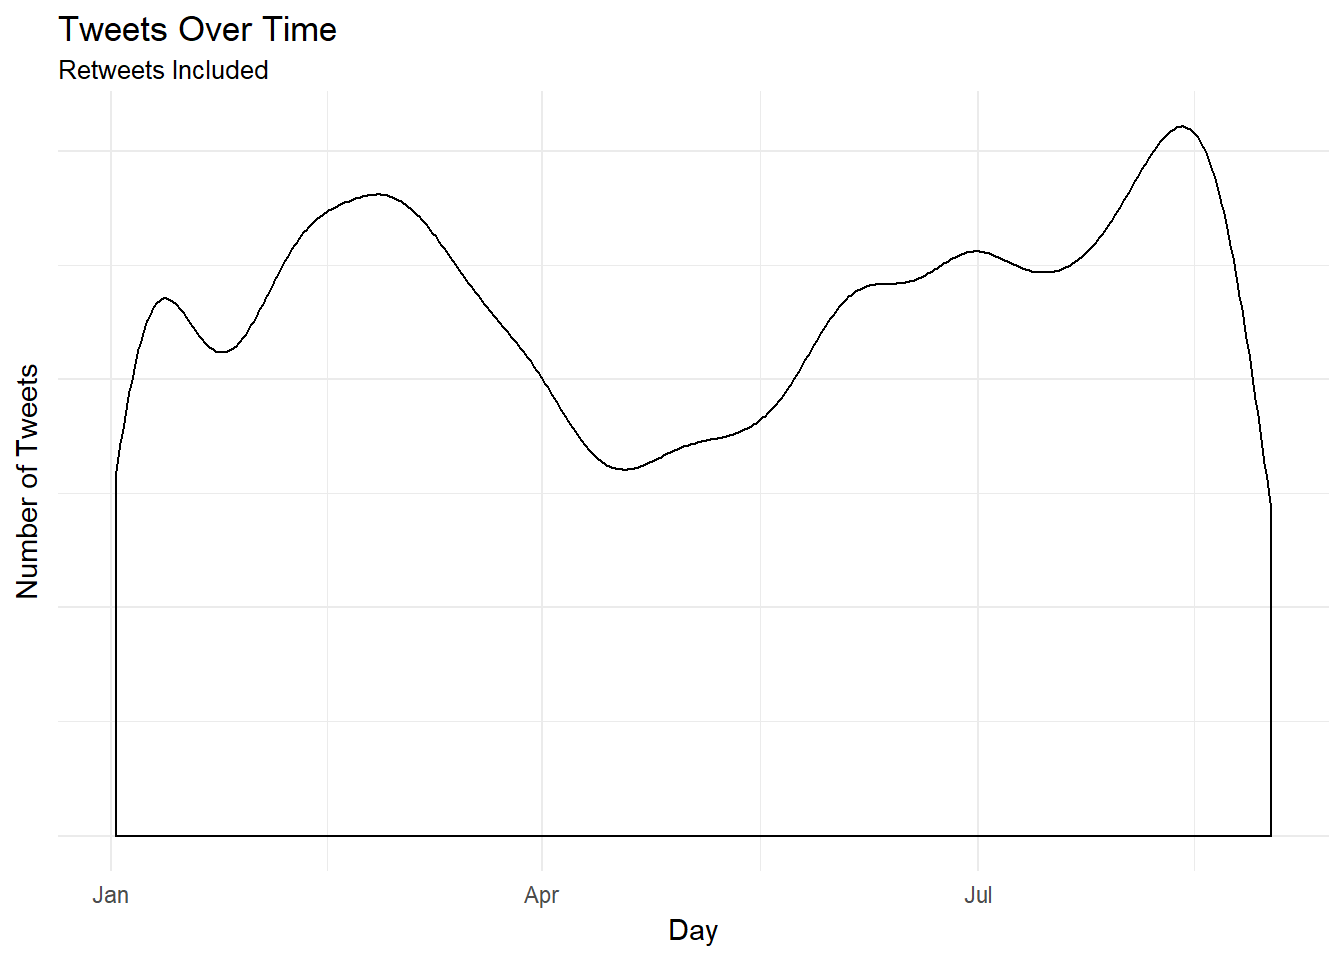 Tweets Over Time
Retweets Included
Number of Tweets
Jan
Apr
Jul
Day